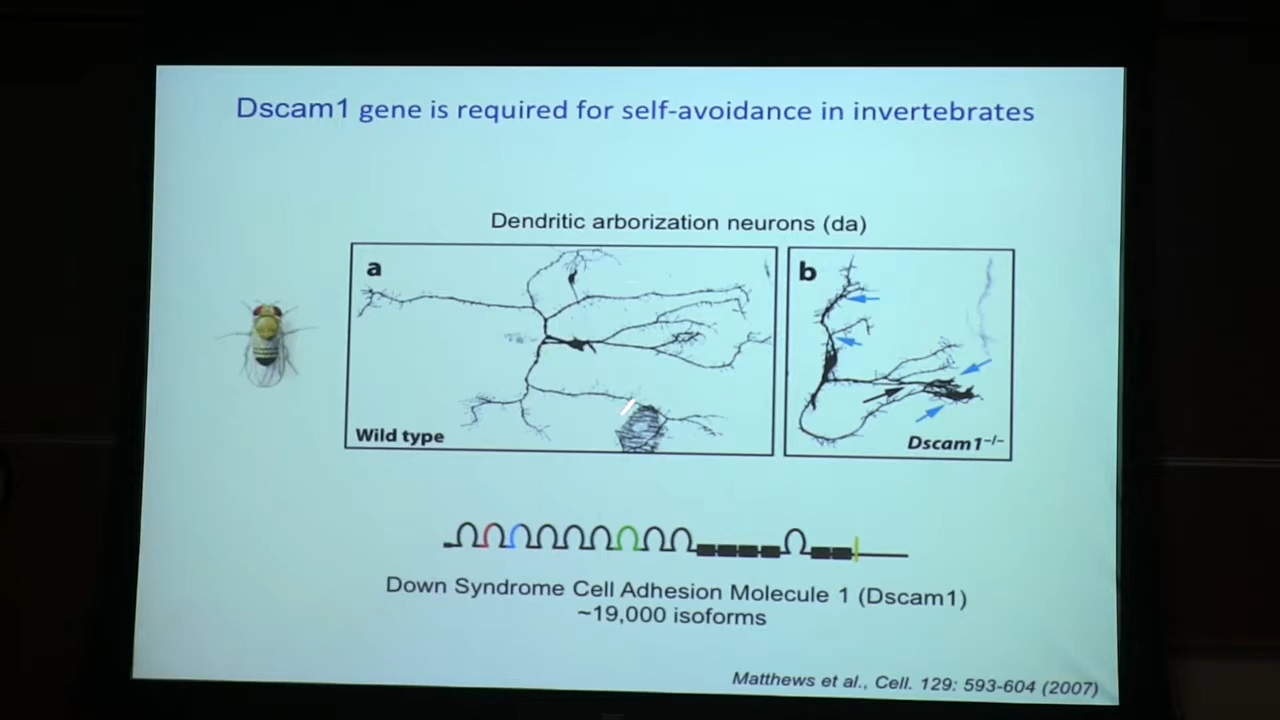 Dscam1 gene is required for self-avoidance in invertebrates
Dendritic arborization neurons (da)
a
b
Wild type
Dscam1−/−
Down Syndrome Cell Adhesion Molecule 1 (Dscam1)
~19,000 isoforms
Matthews et al., Cell. 129: 593-604 (2007)